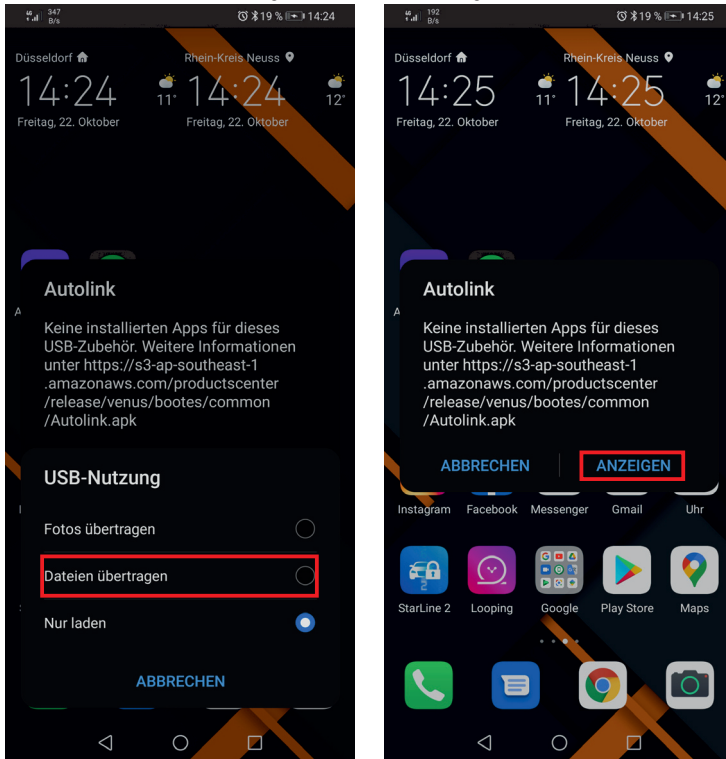 46 347 B/s 19 % 14:24
Düsseldorf Rhein-Kreis Neuss
14:24 11° 14:24 12°
Freitag, 22. Oktober Freitag, 22. Oktober
A
Autolink
Keine installierten Apps für dieses
USB-Zubehör. Weitere Informationen
unter https://s3-ap-southeast-1
.amazonaws.com/productscenter
/release/venus/bootes/common
/Autolink.apk
USB-Nutzung
Fotos übertragen
Dateien übertragen
Nur laden
ABBRECHEN
46 192 B/s 19 % 14:25
Düsseldorf Rhein-Kreis Neuss
14:25 11° 14:25 12°
Freitag, 22. Oktober Freitag, 22. Oktober
A
Autolink
Keine installierten Apps für dieses
USB-Zubehör. Weitere Informationen
unter https://s3-ap-southeast-1
.amazonaws.com/productscenter
/release/venus/bootes/common
/Autolink.apk
ABBRECHEN ANZEIGEN
Instagram Facebook Messenger Gmail Uhr
StarLine 2 Looping Google Play Store Maps